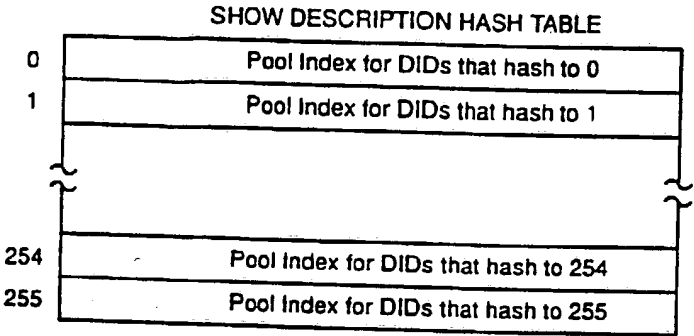 SHOW DESCRIPTION HASH TABLE
0 Pool Index for DIDs that hash to 0
1 Pool Index for DIDs that hash to 1
254 Pool Index for DIDs that hash to 254
255 Pool Index for DIDs that hash to 255